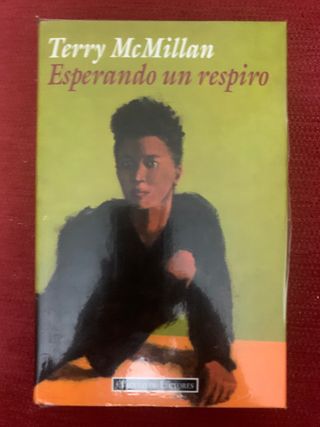 Terry McMillan
Esperando un respiro
CÍRCULO DE LECTORES